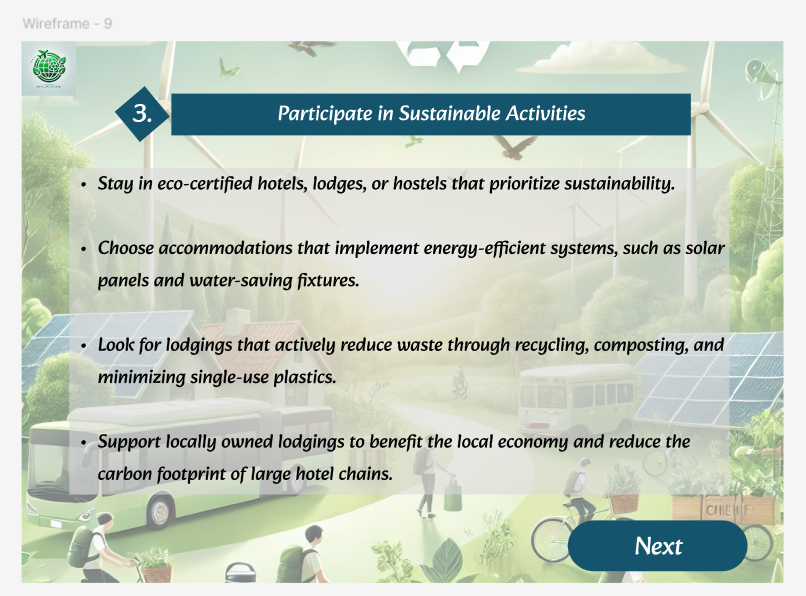 Wireframe - 9
3.
Participate in Sustainable Activities
• Stay in eco-certified hotels, lodges, or hostels that prioritize sustainability.
• Choose accommodations that implement energy-efficient systems, such as solar
panels and water-saving fixtures.
• Look for lodgings that actively reduce waste through recycling, composting, and
minimizing single-use plastics.
• Support locally owned lodgings to benefit the local economy and reduce the
carbon footprint of large hotel chains.
Next